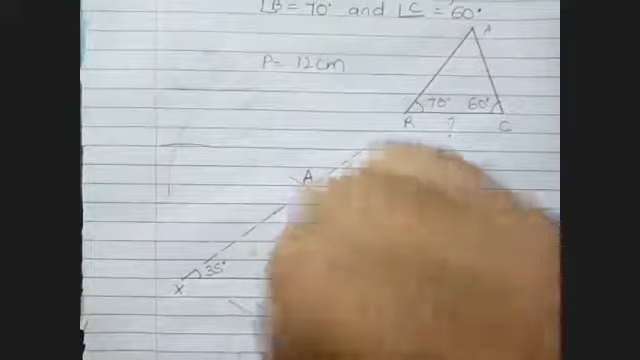 ∠B = 70° and ∠C = 60°
P = 12cm
A
70° 60°
B ? C
A
35°
X